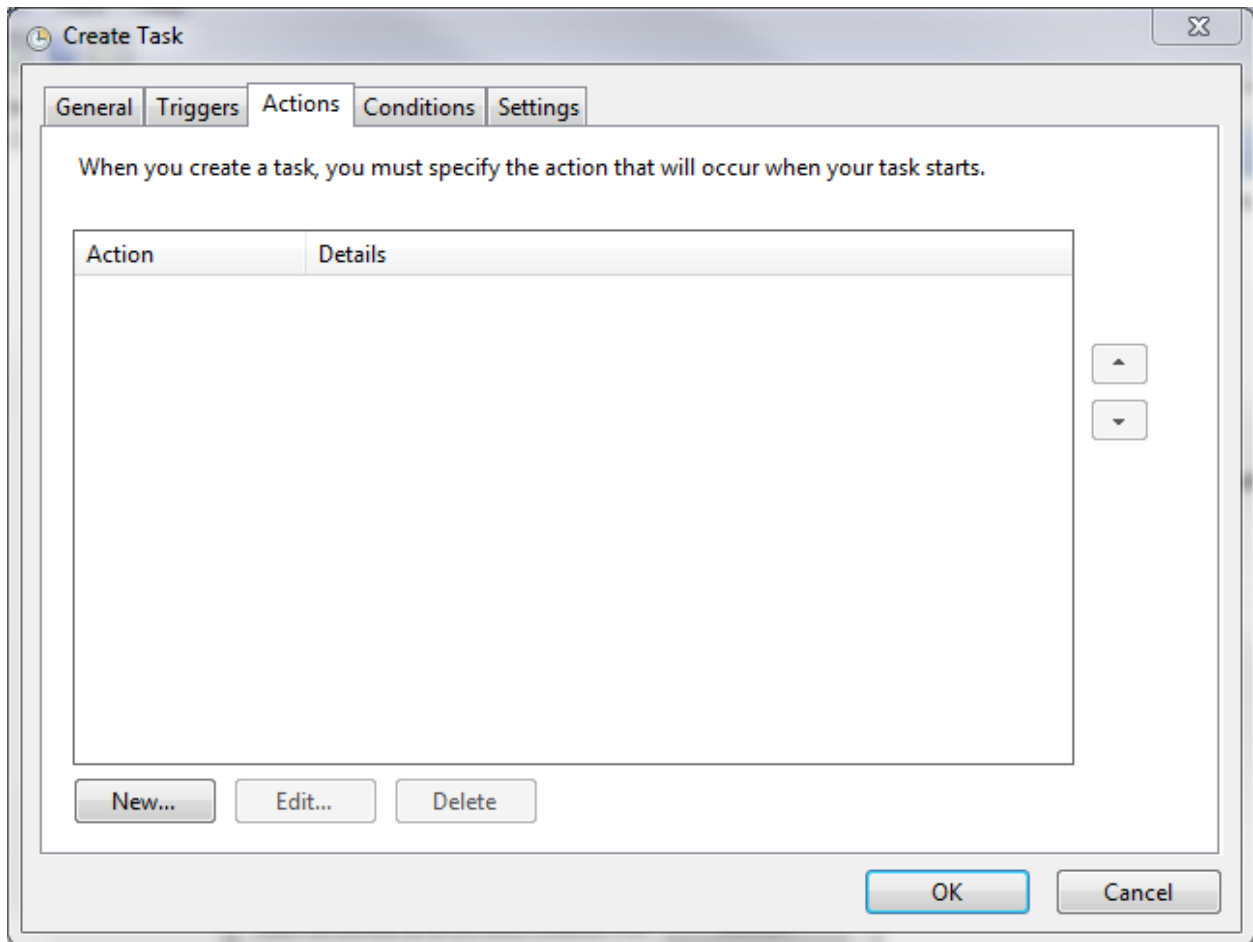 Create Task
General Triggers Actions Conditions Settings
When you create a task, you must specify the action that will occur when your task starts.
Action Details
New... Edit... Delete
OK Cancel